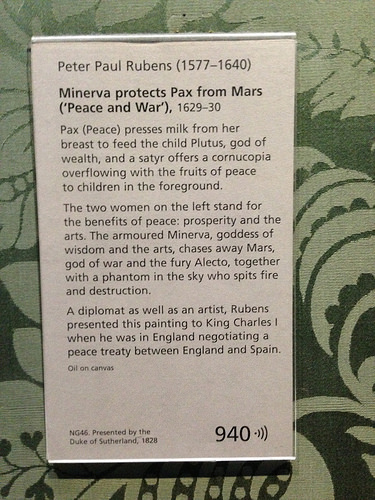 Peter Paul Rubens (1577–1640)
Minerva protects Pax from Mars
('Peace and War'), 1629–30
Pax (Peace) presses milk from her
breast to feed the child Plutus, god of
wealth, and a satyr offers a cornucopia
overflowing with the fruits of peace
to children in the foreground.
The two women on the left stand for
the benefits of peace: prosperity and the
arts. The armoured Minerva, goddess of
wisdom and the arts, chases away Mars,
god of war and the fury Alecto, together
with a phantom in the sky who spits fire
and destruction.
A diplomat as well as an artist, Rubens
presented this painting to King Charles I
when he was in England negotiating a
peace treaty between England and Spain.
Oil on canvas
NG46. Presented by the
Duke of Sutherland, 1828
940